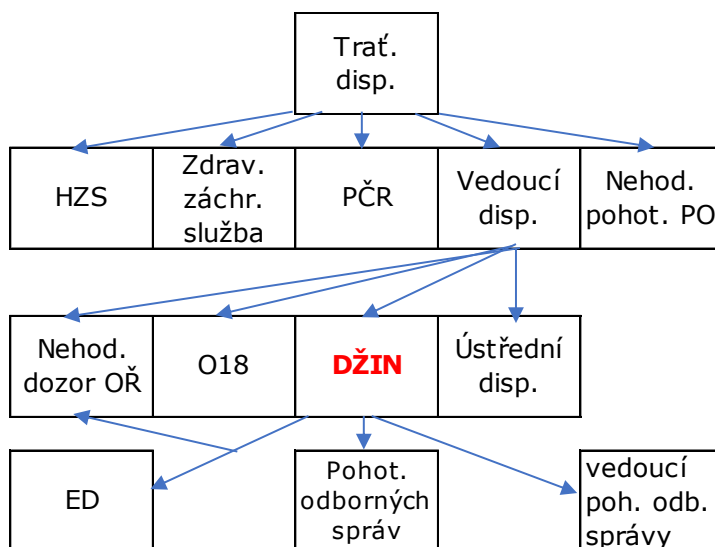 Trať.
disp.
HZS
Zdrav.
záchr.
služba
PČR
Vedoucí
disp.
Nehod.
pohot. PO
Nehod.
dozor OŘ
O18
DŽIN
Ústřední
disp.
ED
Pohot.
odborných
správ
vedoucí
poh. odb.
správy